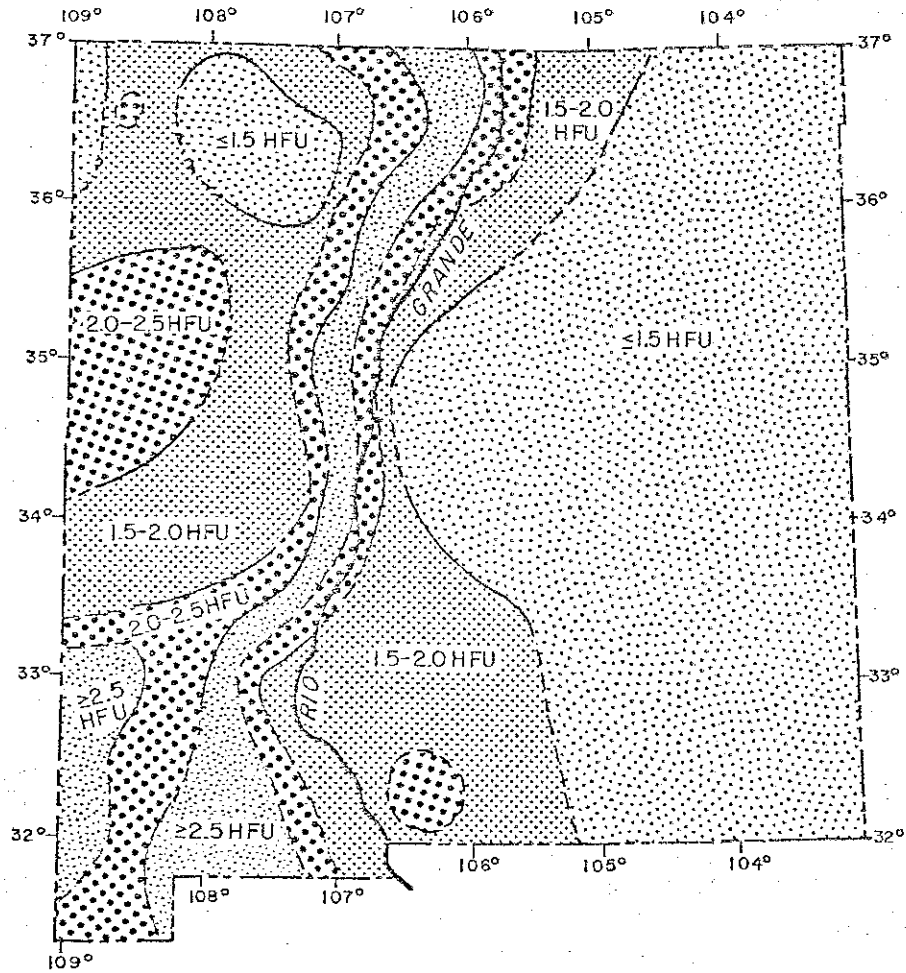 109° 108° 107° 106° 105° 104°
37° 37°
1.5-2.0
HFU
≤1.5 HFU
36° 36°
GRANDE
2.0-2.5 HFU
35° ≤1.5 HFU 35°
34° 34°
1.5-2.0 HFU
2.0-2.5 HFU
33° 1.5-2.0 HFU 33°
≥2.5
HFU
RIO
32° ≥2.5 HFU 32°
106° 105° 104°
108° 107°
109°